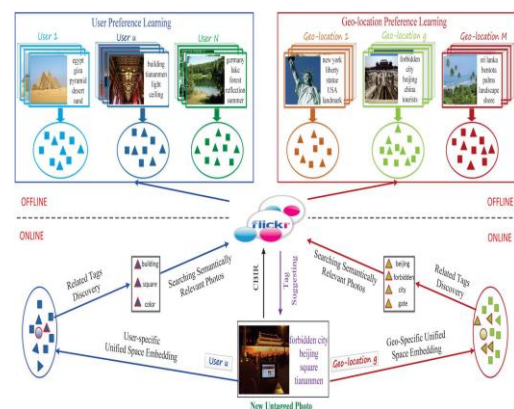 User Preference Learning
Geo-location Preference Learning
User 1
User u
User N
Geo-location 1
Geo-location g
Geo-location M
egypt
giza
pyramid
desert
sand
building
tiananmen
light
ceiling
germany
lake
forest
reflection
summer
new york
liberty
statue
USA
landmark
forbidden
city
beijing
china
tourists
sri lanka
bentota
palms
landscape
shore
OFFLINE
OFFLINE
ONLINE
ONLINE
flickr
Related Tags
Discovery
building
square
color
Searching Semantically
Relevant Photos
CBIR
Tag
Suggesting
Searching Semantically
Relevant Photos
beijing
forbidden
city
gate
Related Tags
Discovery
User-specific
Unified Space Embedding
User u
forbidden city
beijing
square
tiananmen
Geo-location g
Geo-Specific Unified
Space Embedding
New Untagged Photo